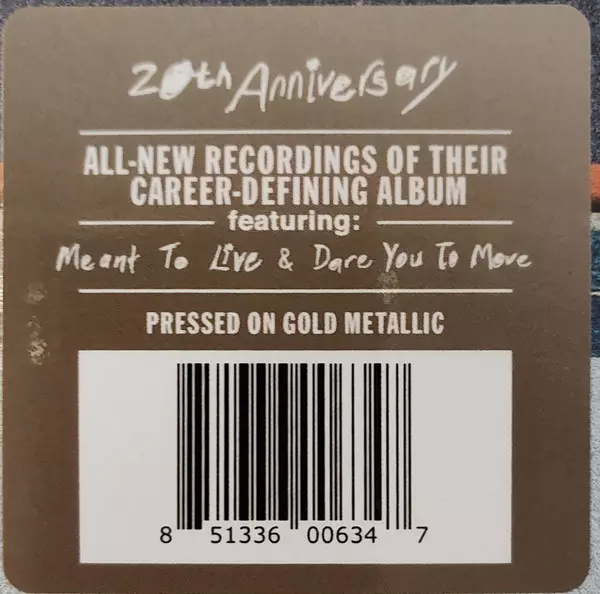 20th Anniversary
ALL-NEW RECORDINGS OF THEIR
CAREER-DEFINING ALBUM
featuring:
Meant To Live & Dare You To Move
PRESSED ON GOLD METALLIC
8 51336 00634 7